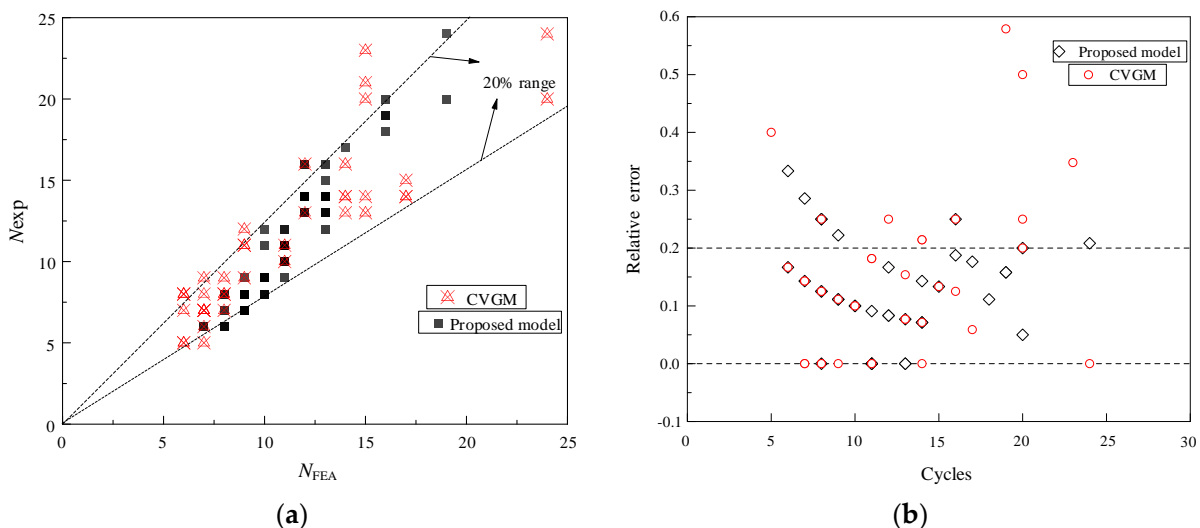 25
20
15
10
5
0
0
5
10
15
20
25
Nexp
N_FEA
20% range
CVGM
Proposed model
(a)
0.6
0.5
0.4
0.3
0.2
0.1
0.0
-0.1
0
5
10
15
20
25
30
Relative error
Cycles
Proposed model
CVGM
(b)